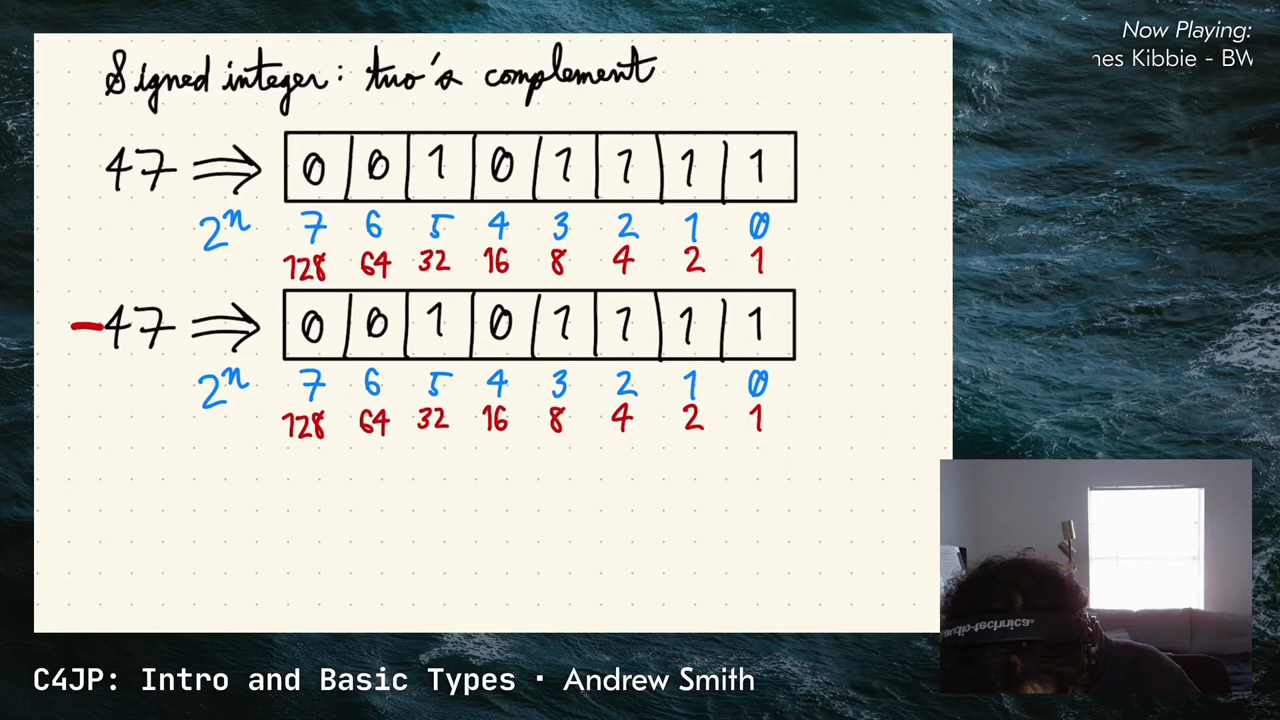 Now Playing:
nes Kibbie - BW
Signed integer: two's complement
47 ⇒ 0 0 1 0 1 1 1 1
2ⁿ 7 6 5 4 3 2 1 0
128 64 32 16 8 4 2 1
-47 ⇒ 0 0 1 0 1 1 1 1
2ⁿ 7 6 5 4 3 2 1 0
128 64 32 16 8 4 2 1
audio-technica
C4JP: Intro and Basic Types · Andrew Smith